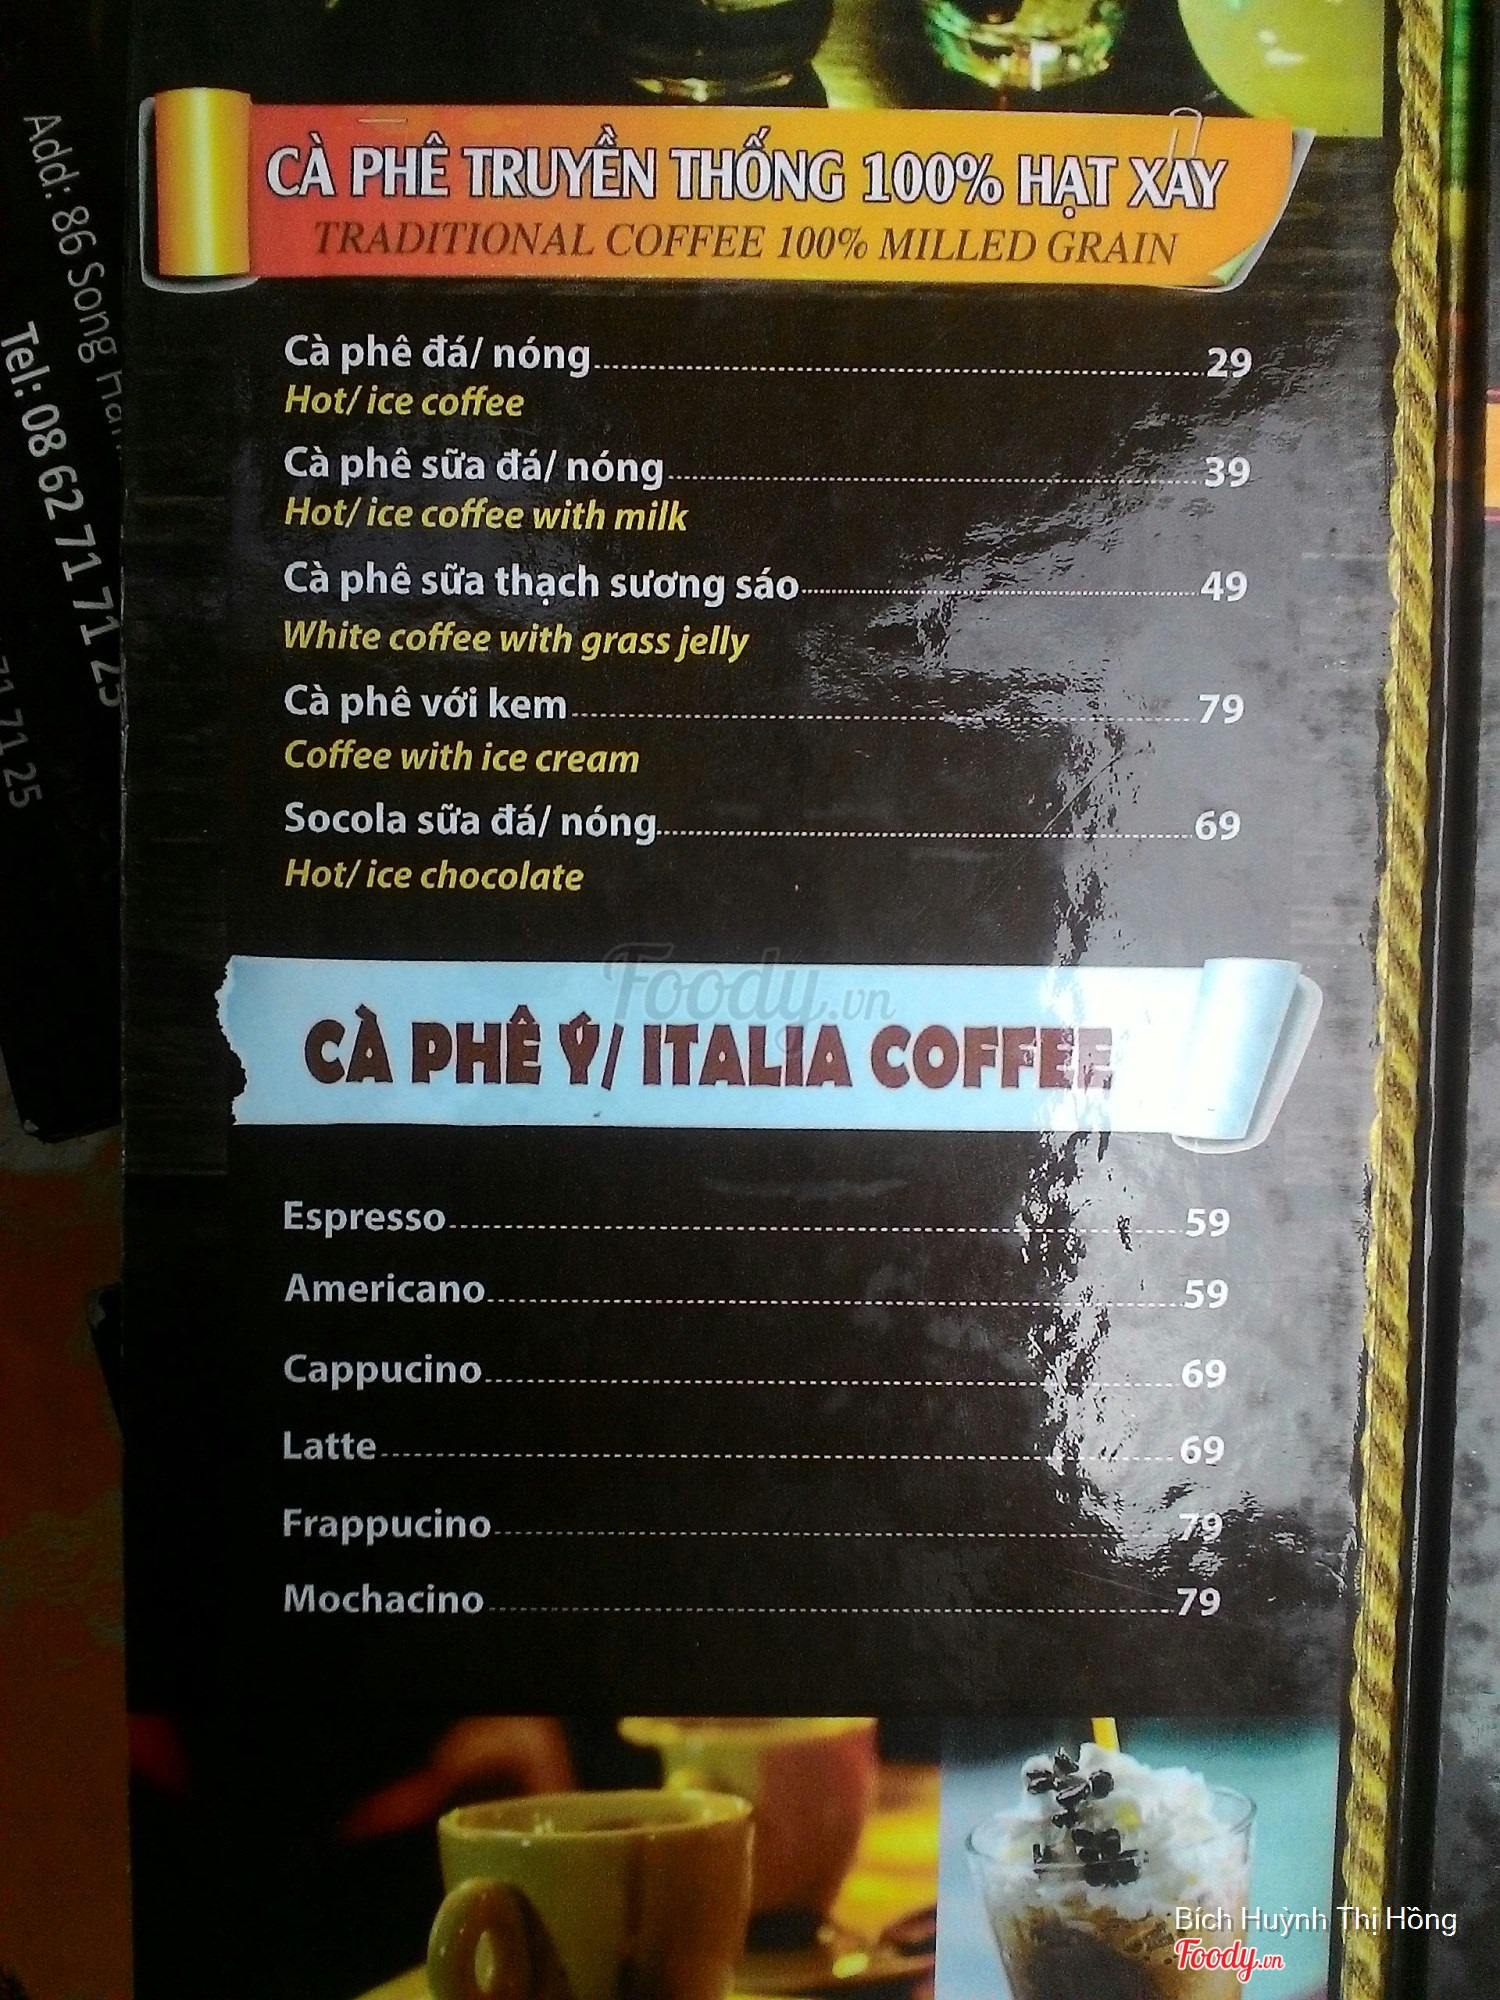 Add: 86 Song
Tel: 08 62 71 71 25
71 71 25
CÀ PHÊ TRUYỀN THỐNG 100% HẠT XAY
TRADITIONAL COFFEE 100% MILLED GRAIN
Cà phê đá/ nóng 29
Hot/ ice coffee
Cà phê sữa đá/ nóng 39
Hot/ ice coffee with milk
Cà phê sữa thạch sương sáo 49
White coffee with grass jelly
Cà phê với kem 79
Coffee with ice cream
Socola sữa đá/ nóng 69
Hot/ ice chocolate
Foody.vn
CÀ PHÊ Ý/ ITALIA COFFEE
Espresso 59
Americano 59
Cappucino 69
Latte 69
Frappucino 79
Mochacino 79
Bích Huỳnh Thị Hồng
Foody.vn